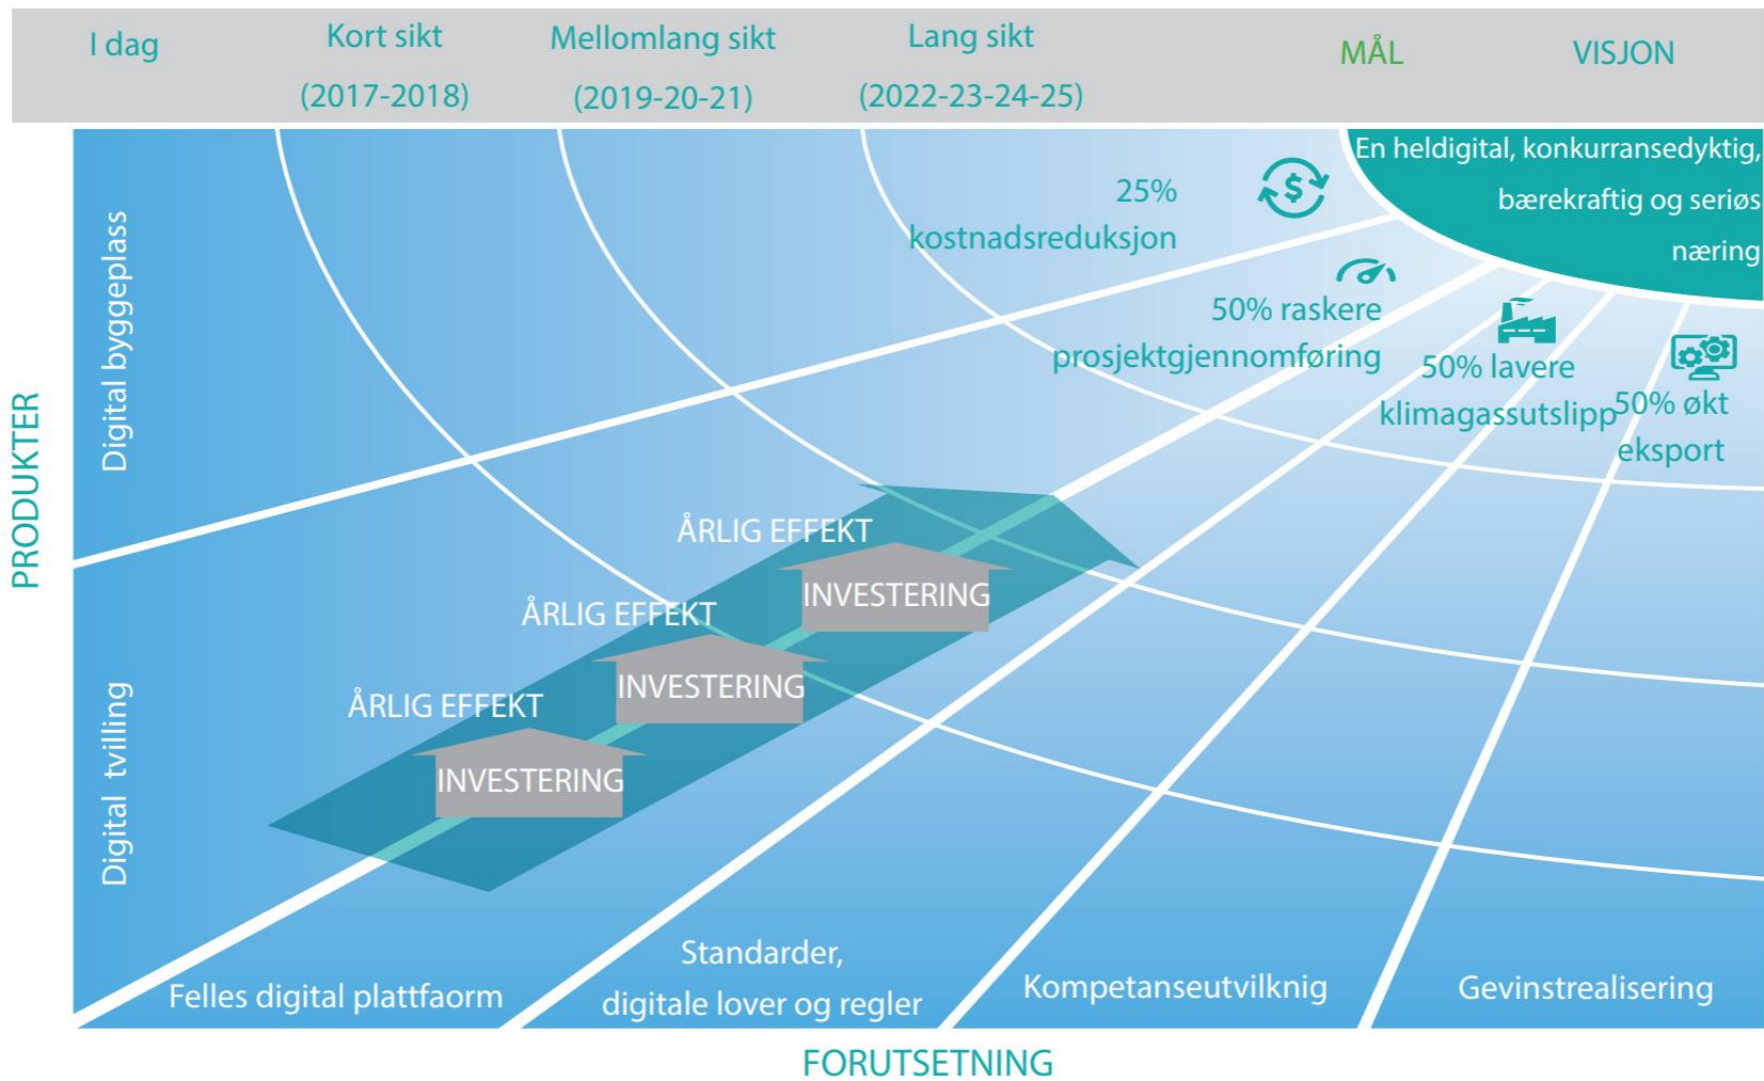 I dag
Kort sikt
(2017-2018)
Mellomlang sikt
(2019-20-21)
Lang sikt
(2022-23-24-25)
MÅL
VISJON
En heldigital, konkurransedyktig,
bærekraftig og seriøs
næring
25%
kostnadsreduksjon
50% raskere
prosjektgjennomføring
50% lavere
klimagassutslipp
50% økt
eksport
PRODUKTER
Digital byggeplass
Digital tvilling
ÅRLIG EFFEKT
INVESTERING
ÅRLIG EFFEKT
INVESTERING
ÅRLIG EFFEKT
INVESTERING
Felles digital plattfaorm
Standarder,
digitale lover og regler
Kompetanseutvilknig
Gevinstrealisering
FORUTSETNING